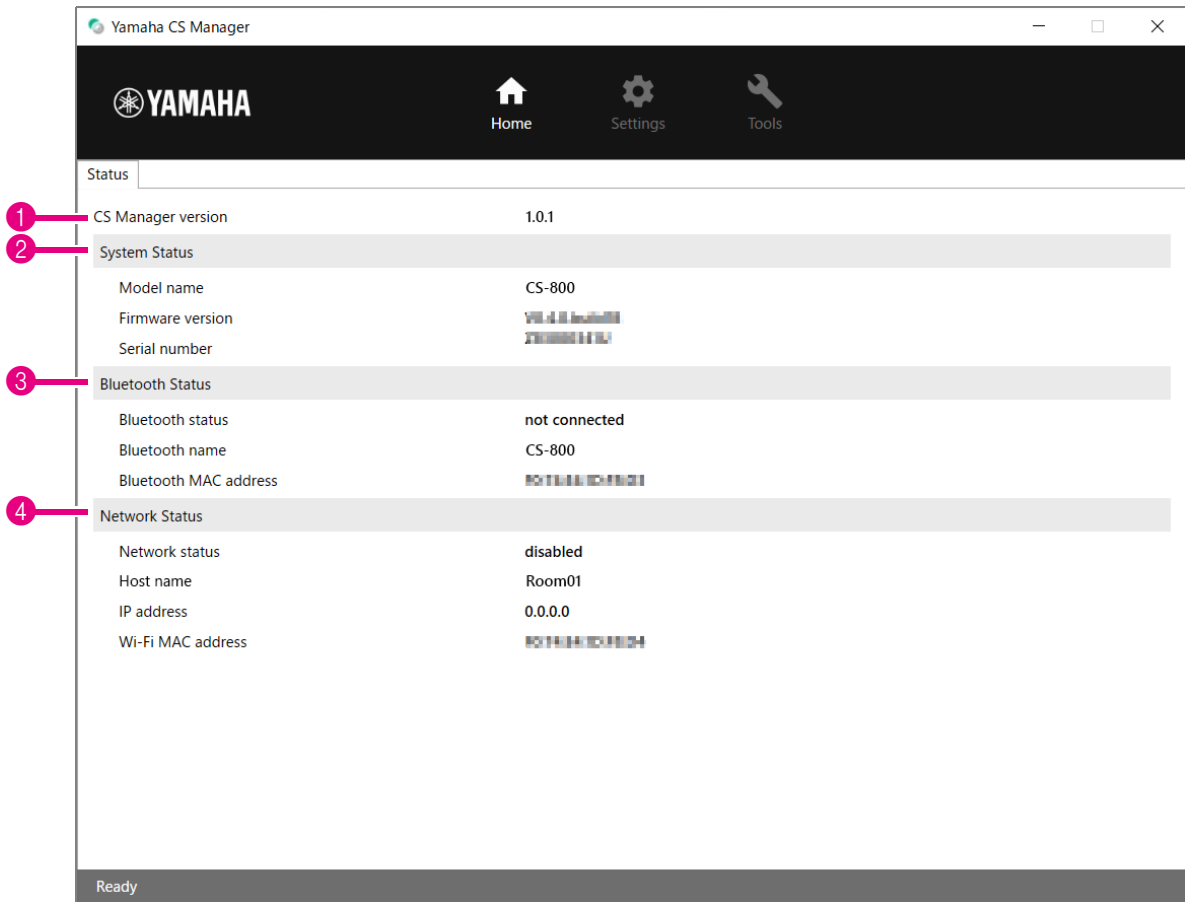 Yamaha CS Manager
YAMAHA
Home Settings Tools
Status
1 CS Manager version 1.0.1
2 System Status
Model name CS-800
Firmware version
Serial number
3 Bluetooth Status
Bluetooth status not connected
Bluetooth name CS-800
Bluetooth MAC address
4 Network Status
Network status disabled
Host name Room01
IP address 0.0.0.0
Wi-Fi MAC address
Ready